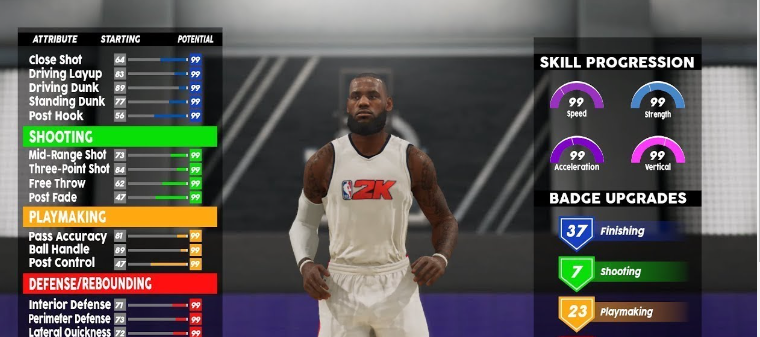 ATTRIBUTE STARTING POTENTIAL
Close Shot 64 99
Driving Layup 83 99
Driving Dunk 89 99
Standing Dunk 77 99
Post Hook 56 99
SHOOTING
Mid-Range Shot 73 99
Three-Point Shot 84 99
Free Throw 62 99
Post Fade 47 99
PLAYMAKING
Pass Accuracy 81 99
Ball Handle 89 99
Post Control 47 99
DEFENSE/REBOUNDING
Interior Defense 71 99
Perimeter Defense 73 99
Lateral Quickness 72 99
2K
SKILL PROGRESSION
99 99
Speed Strength
99 99
Acceleration Vertical
BADGE UPGRADES
37 Finishing
7 Shooting
23 Playmaking